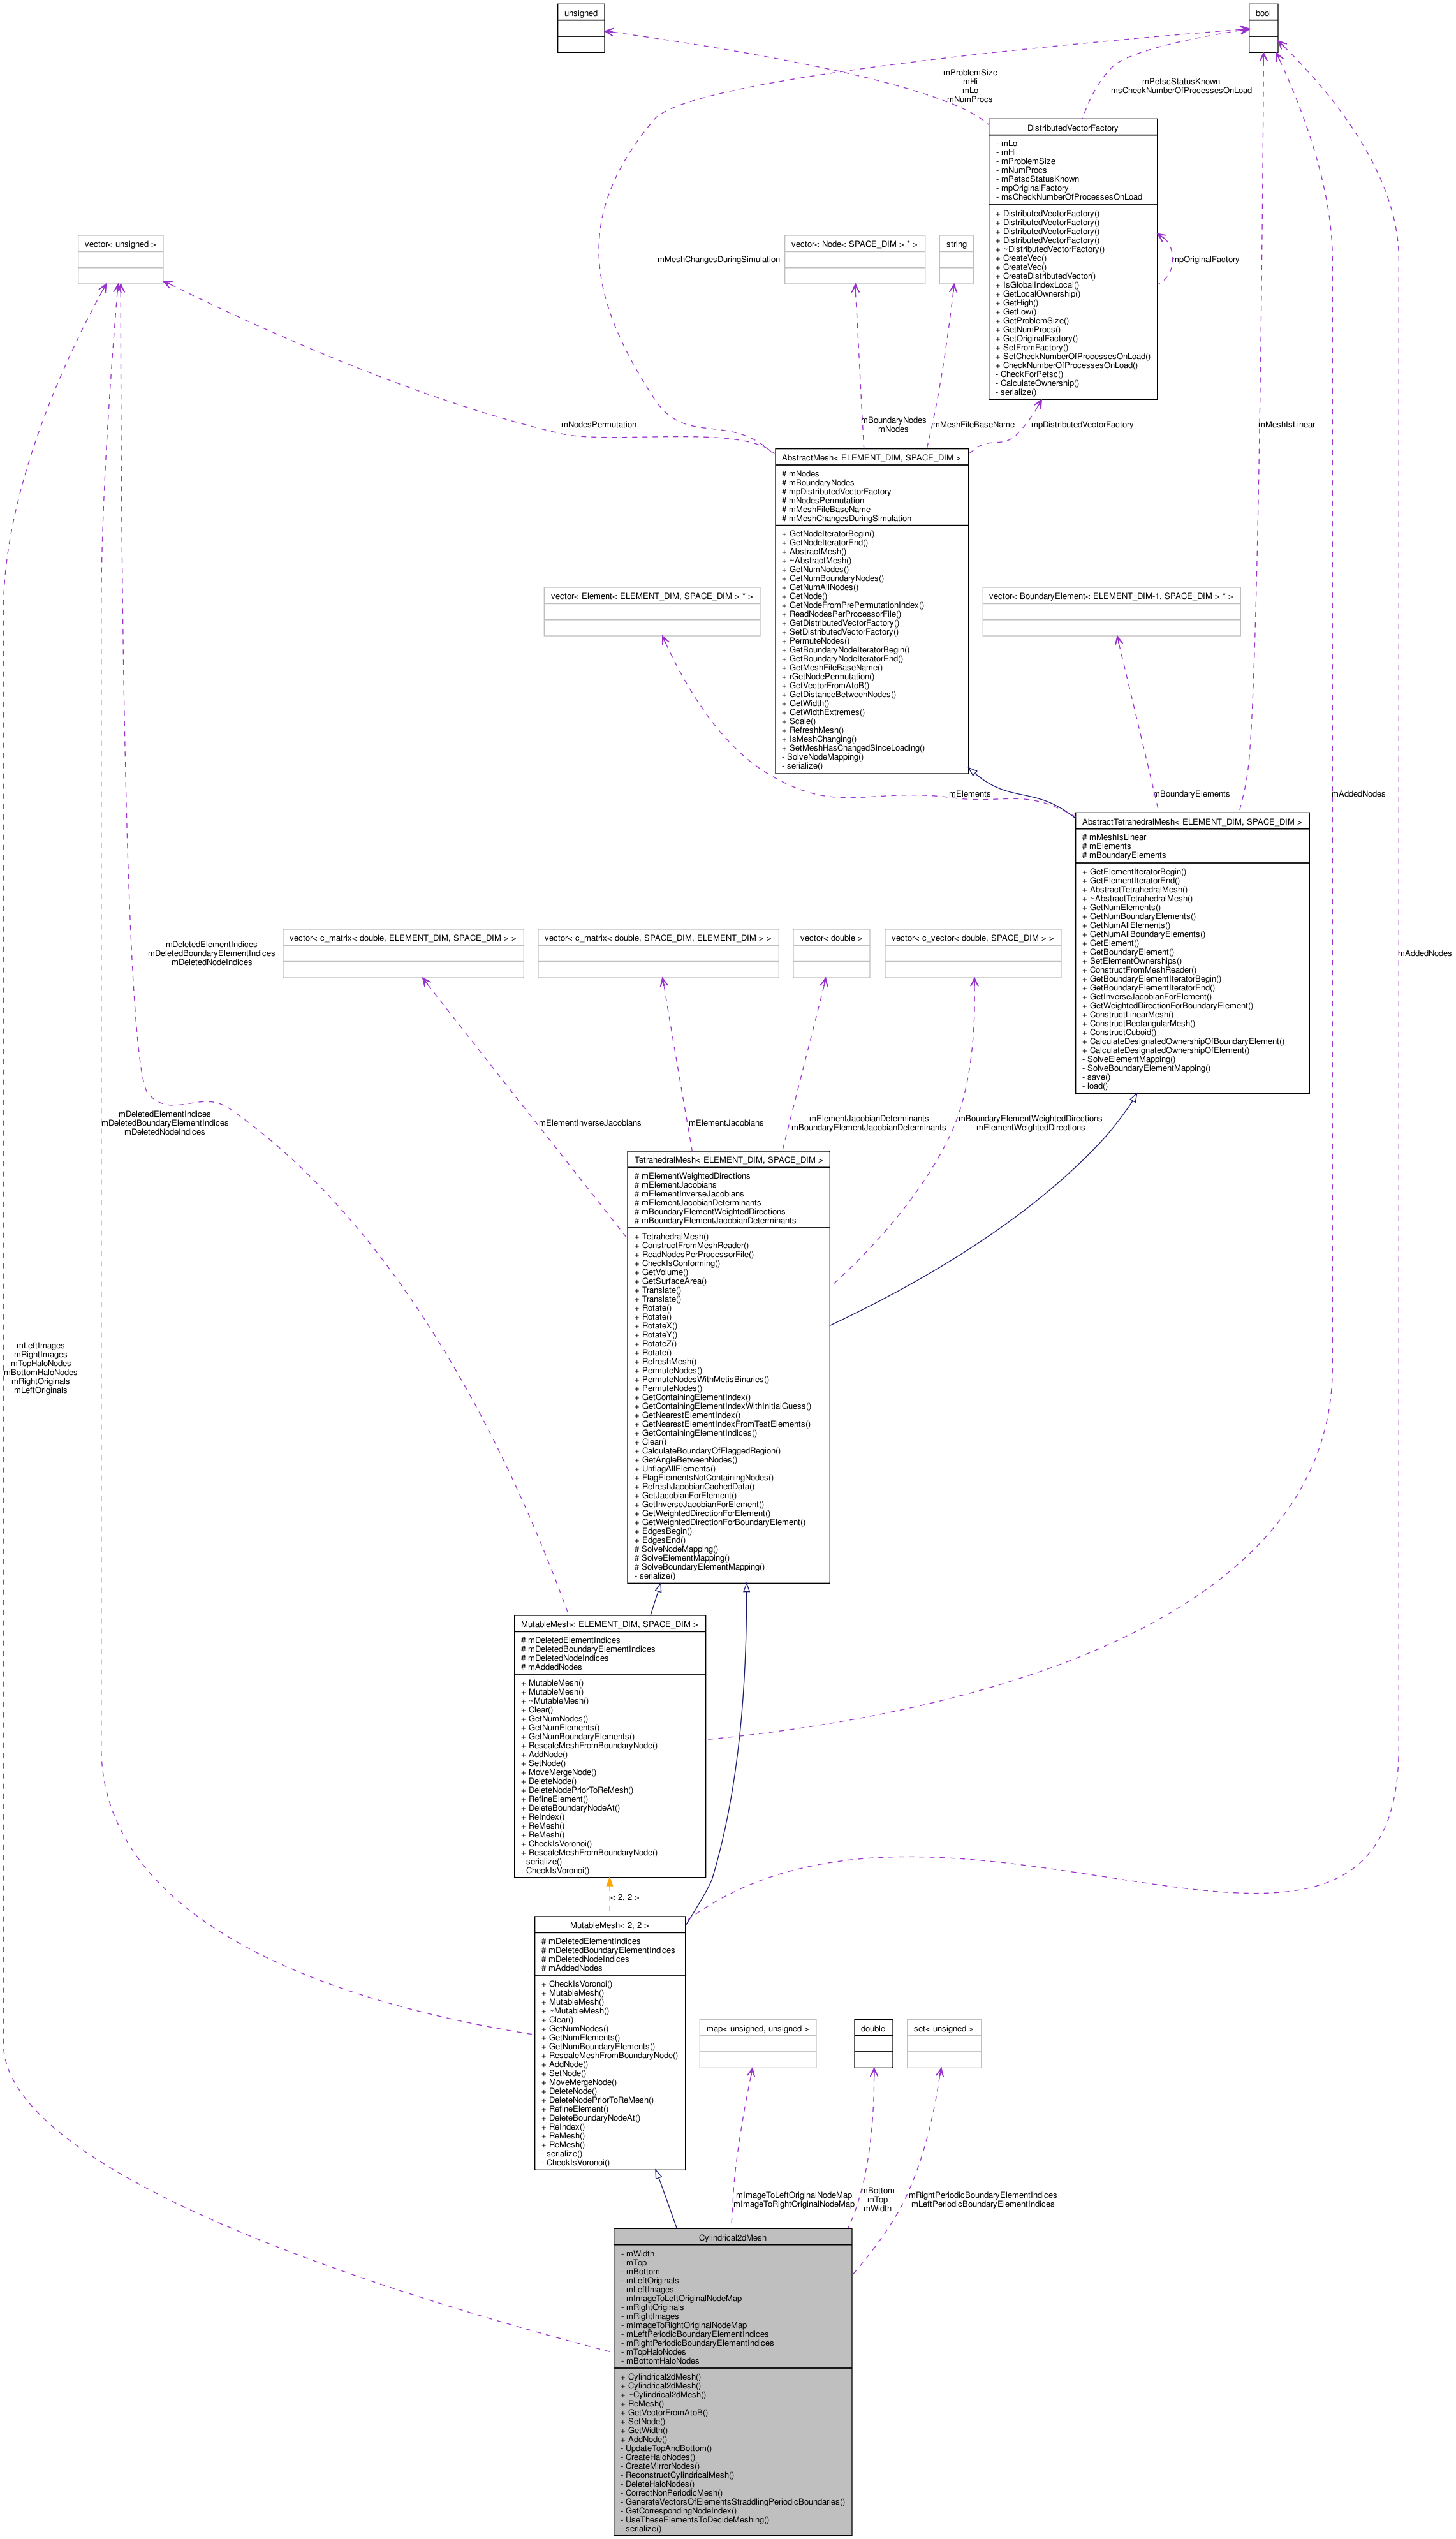 unsigned
bool
mProblemSize
mHi
mLo
mNumProcs
mPetscStatusKnown
msCheckNumberOfProcessesOnLoad
DistributedVectorFactory
- mLo
- mHi
- mProblemSize
- mNumProcs
- mPetscStatusKnown
- mpOriginalFactory
- msCheckNumberOfProcessesOnLoad
+ DistributedVectorFactory()
+ DistributedVectorFactory()
+ DistributedVectorFactory()
+ DistributedVectorFactory()
+ ~DistributedVectorFactory()
+ CreateVec()
+ CreateVec()
+ CreateDistributedVector()
+ IsGlobalIndexLocal()
+ GetLocalOwnership()
+ GetHigh()
+ GetLow()
+ GetProblemSize()
+ GetNumProcs()
+ GetOriginalFactory()
+ SetFromFactory()
+ SetCheckNumberOfProcessesOnLoad()
+ CheckNumberOfProcessesOnLoad()
- CheckForPetsc()
- CalculateOwnership()
- serialize()
vector< unsigned >
mMeshChangesDuringSimulation
vector< Node< SPACE_DIM > * >
string
mpOriginalFactory
mNodesPermutation
mBoundaryNodes
mNodes
mMeshFileBaseName
mpDistributedVectorFactory
mMeshIsLinear
AbstractMesh< ELEMENT_DIM, SPACE_DIM >
# mNodes
# mBoundaryNodes
# mpDistributedVectorFactory
# mNodesPermutation
# mMeshFileBaseName
# mMeshChangesDuringSimulation
+ GetNodeIteratorBegin()
+ GetNodeIteratorEnd()
+ AbstractMesh()
+ ~AbstractMesh()
+ GetNumNodes()
+ GetNumBoundaryNodes()
+ GetNumAllNodes()
+ GetNode()
+ GetNodeFromPrePermutationIndex()
+ ReadNodesPerProcessorFile()
+ GetDistributedVectorFactory()
+ SetDistributedVectorFactory()
+ PermuteNodes()
+ GetBoundaryNodeIteratorBegin()
+ GetBoundaryNodeIteratorEnd()
+ GetMeshFileBaseName()
+ rGetNodePermutation()
+ GetVectorFromAtoB()
+ GetDistanceBetweenNodes()
+ GetWidth()
+ GetWidthExtremes()
+ Scale()
+ RefreshMesh()
+ IsMeshChanging()
+ SetMeshHasChangedSinceLoading()
- SolveNodeMapping()
- serialize()
vector< Element< ELEMENT_DIM, SPACE_DIM > * >
vector< BoundaryElement< ELEMENT_DIM-1, SPACE_DIM > * >
mElements
mBoundaryElements
mAddedNodes
AbstractTetrahedralMesh< ELEMENT_DIM, SPACE_DIM >
# mMeshIsLinear
# mElements
# mBoundaryElements
+ GetElementIteratorBegin()
+ GetElementIteratorEnd()
+ AbstractTetrahedralMesh()
+ ~AbstractTetrahedralMesh()
+ GetNumElements()
+ GetNumBoundaryElements()
+ GetNumAllElements()
+ GetNumAllBoundaryElements()
+ GetElement()
+ GetBoundaryElement()
+ SetElementOwnerships()
+ ConstructFromMeshReader()
+ GetBoundaryElementIteratorBegin()
+ GetBoundaryElementIteratorEnd()
+ GetInverseJacobianForElement()
+ GetWeightedDirectionForBoundaryElement()
+ ConstructLinearMesh()
+ ConstructRectangularMesh()
+ ConstructCuboid()
+ CalculateDesignatedOwnershipOfBoundaryElement()
+ CalculateDesignatedOwnershipOfElement()
- SolveElementMapping()
- SolveBoundaryElementMapping()
- save()
- load()
mAddedNodes
mDeletedElementIndices
mDeletedBoundaryElementIndices
mDeletedNodeIndices
vector< c_matrix< double, ELEMENT_DIM, SPACE_DIM > >
vector< c_matrix< double, SPACE_DIM, ELEMENT_DIM > >
vector< double >
vector< c_vector< double, SPACE_DIM > >
mDeletedElementIndices
mDeletedBoundaryElementIndices
mDeletedNodeIndices
mElementInverseJacobians
mElementJacobians
mElementJacobianDeterminants
mBoundaryElementJacobianDeterminants
mBoundaryElementWeightedDirections
mElementWeightedDirections
TetrahedralMesh< ELEMENT_DIM, SPACE_DIM >
# mElementWeightedDirections
# mElementJacobians
# mElementInverseJacobians
# mElementJacobianDeterminants
# mBoundaryElementWeightedDirections
# mBoundaryElementJacobianDeterminants
+ TetrahedralMesh()
+ ConstructFromMeshReader()
+ ReadNodesPerProcessorFile()
+ CheckIsConforming()
+ GetVolume()
+ GetSurfaceArea()
+ Translate()
+ Translate()
+ Rotate()
+ Rotate()
+ RotateX()
+ RotateY()
+ RotateZ()
+ Rotate()
+ RefreshMesh()
+ PermuteNodes()
+ PermuteNodesWithMetisBinaries()
+ PermuteNodes()
+ GetContainingElementIndex()
+ GetContainingElementIndexWithInitialGuess()
+ GetNearestElementIndex()
+ GetNearestElementIndexFromTestElements()
+ GetContainingElementIndices()
+ Clear()
+ CalculateBoundaryOfFlaggedRegion()
+ GetAngleBetweenNodes()
+ UnflagAllElements()
+ FlagElementsNotContainingNodes()
+ RefreshJacobianCachedData()
+ GetJacobianForElement()
+ GetInverseJacobianForElement()
+ GetWeightedDirectionForElement()
+ GetWeightedDirectionForBoundaryElement()
+ EdgesBegin()
+ EdgesEnd()
# SolveNodeMapping()
# SolveElementMapping()
# SolveBoundaryElementMapping()
- serialize()
mLeftImages
mRightImages
mTopHaloNodes
mBottomHaloNodes
mRightOriginals
mLeftOriginals
MutableMesh< ELEMENT_DIM, SPACE_DIM >
# mDeletedElementIndices
# mDeletedBoundaryElementIndices
# mDeletedNodeIndices
# mAddedNodes
+ MutableMesh()
+ MutableMesh()
+ ~MutableMesh()
+ Clear()
+ GetNumNodes()
+ GetNumElements()
+ GetNumBoundaryElements()
+ RescaleMeshFromBoundaryNode()
+ AddNode()
+ SetNode()
+ MoveMergeNode()
+ DeleteNode()
+ DeleteNodePriorToReMesh()
+ RefineElement()
+ DeleteBoundaryNodeAt()
+ ReIndex()
+ ReMesh()
+ ReMesh()
+ CheckIsVoronoi()
+ RescaleMeshFromBoundaryNode()
- serialize()
- CheckIsVoronoi()
< 2, 2 >
MutableMesh< 2, 2 >
# mDeletedElementIndices
# mDeletedBoundaryElementIndices
# mDeletedNodeIndices
# mAddedNodes
+ CheckIsVoronoi()
+ MutableMesh()
+ MutableMesh()
+ ~MutableMesh()
+ Clear()
+ GetNumNodes()
+ GetNumElements()
+ GetNumBoundaryElements()
+ RescaleMeshFromBoundaryNode()
+ AddNode()
+ SetNode()
+ MoveMergeNode()
+ DeleteNode()
+ DeleteNodePriorToReMesh()
+ RefineElement()
+ DeleteBoundaryNodeAt()
+ ReIndex()
+ ReMesh()
+ ReMesh()
- serialize()
- CheckIsVoronoi()
map< unsigned, unsigned >
double
set< unsigned >
mImageToLeftOriginalNodeMap
mImageToRightOriginalNodeMap
mBottom
mTop
mWidth
mRightPeriodicBoundaryElementIndices
mLeftPeriodicBoundaryElementIndices
Cylindrical2dMesh
- mWidth
- mTop
- mBottom
- mLeftOriginals
- mLeftImages
- mImageToLeftOriginalNodeMap
- mRightOriginals
- mRightImages
- mImageToRightOriginalNodeMap
- mLeftPeriodicBoundaryElementIndices
- mRightPeriodicBoundaryElementIndices
- mTopHaloNodes
- mBottomHaloNodes
+ Cylindrical2dMesh()
+ Cylindrical2dMesh()
+ ~Cylindrical2dMesh()
+ ReMesh()
+ GetVectorFromAtoB()
+ SetNode()
+ GetWidth()
+ AddNode()
- UpdateTopAndBottom()
- CreateHaloNodes()
- CreateMirrorNodes()
- ReconstructCylindricalMesh()
- DeleteHaloNodes()
- CorrectNonPeriodicMesh()
- GenerateVectorsOfElementsStraddlingPeriodicBoundaries()
- GetCorrespondingNodeIndex()
- UseTheseElementsToDecideMeshing()
- serialize()